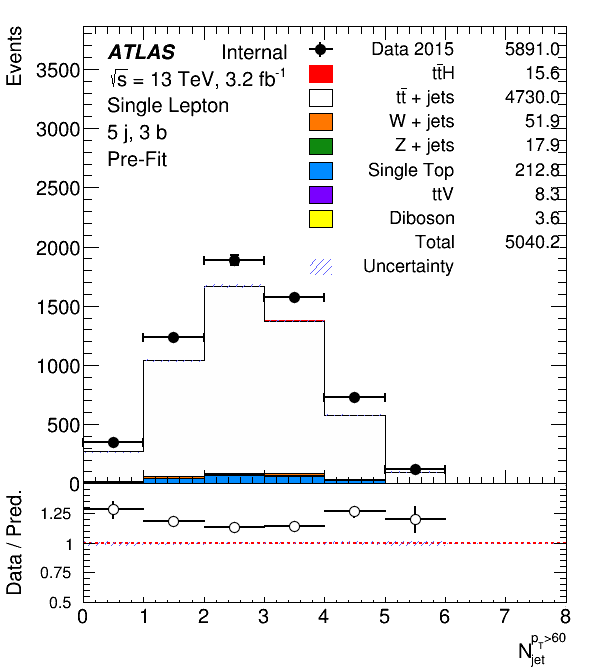 Events
ATLAS Internal
√s = 13 TeV, 3.2 fb⁻¹
Single Lepton
5 j, 3 b
Pre-Fit
Data 2015 5891.0
tt̄H 15.6
tt̄ + jets 4730.0
W + jets 51.9
Z + jets 17.9
Single Top 212.8
ttV 8.3
Diboson 3.6
Total 5040.2
Uncertainty
3500
3000
2500
2000
1500
1000
500
0
Data / Pred.
1.25
1
0.75
0.5
0 1 2 3 4 5 6 7 8
N_jet^{p_T>60}